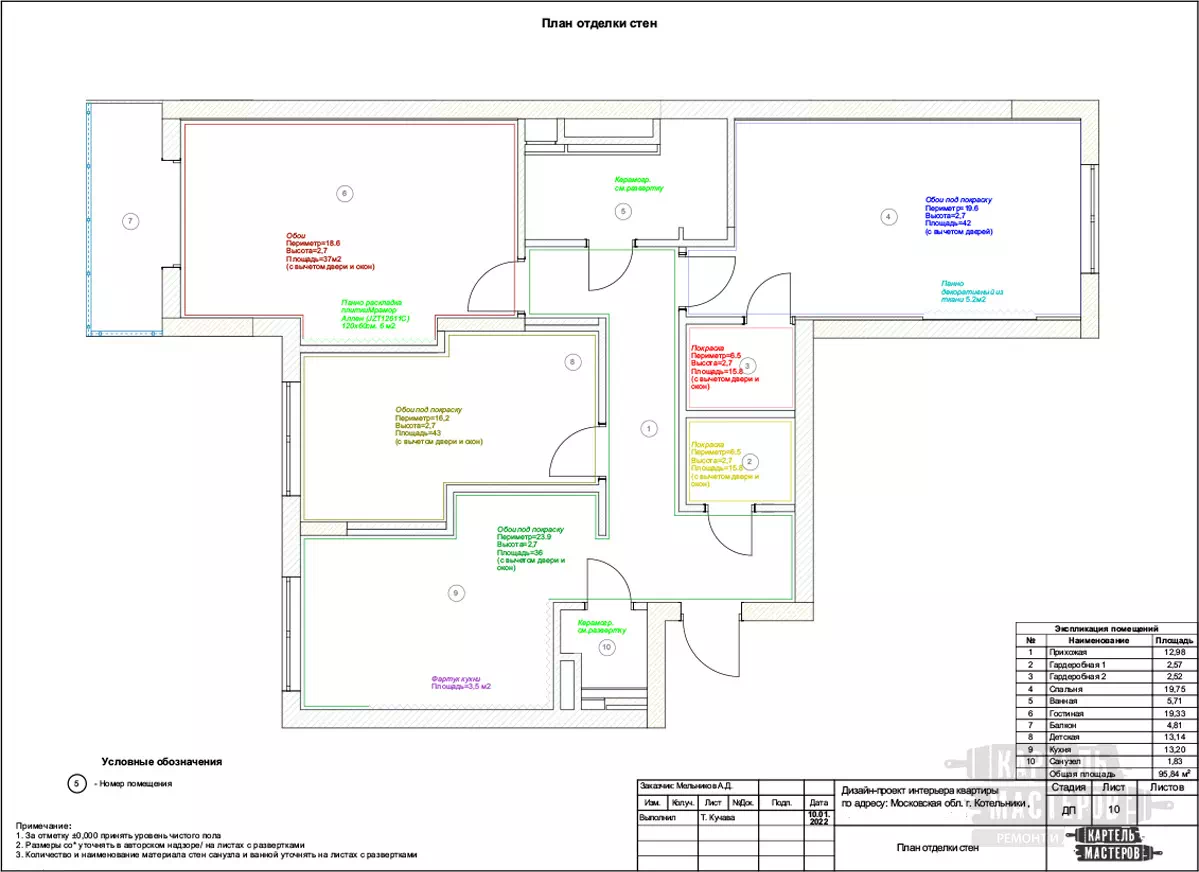 План отделки стен
7
6
Обои
Периметр=18.6
Высота=2,7
Площадь=37м2
(с вычетом двери и окон)
Панно раскладка
плиткиМрамор
Аллен (JZT12611C)
120х60см. 6 м2
Керамогр.
см.развертку
5
4
Обои под покраску
Периметр=19.6
Высота=2,7
Площадь=42
(с вычетом дверей)
Панно
декоративный из
ткани 5.2м2
8
Обои под покраску
Периметр=16,2
Высота=2,7
Площадь=43
(с вычетом двери и окон)
Покраска
Периметр=6.5
Высота=2,7
Площадь=15.8
(с вычетом двери и
окон)
3
1
Покраска
Периметр=6.5
Высота=2,7
Площадь=15.8
(с вычетом двери и
окон)
2
Обои под покраску
Периметр=23.9
Высота=2,7
Площадь=36
(с вычетом двери и
окон)
9
Фартук кухни
Площадь=3,5 м2
Керамогр.
см.развертку
10
Экспликация помещений
№ Наименование Площадь
1 Прихожая 12,98
2 Гардеробная 1 2,57
3 Гардеробная 2 2,52
4 Спальня 19,75
5 Ванная 5,71
6 Гостиная 19,33
7 Балкон 4,81
8 Детская 13,14
9 Кухня 13,20
10 Санузел 1,83
Общая площадь 95,84 м²
Условные обозначения
5 - Номер помещения
Примечание:
1. За отметку ±0,000 принять уровень чистого пола
2. Размеры со* уточнять в авторском надзоре/ на листах с развертками
3. Количество и наименование материала стен санузла и ванной уточнять на листах с развертками
Заказчик: Мельников А.Д.
Изм. Колуч. Лист №Док. Подп. Дата
Выполнил Т. Кучава 10.01.
2022
Дизайн-проект интерьера квартиры
по адресу: Московская обл. г. Котельники ,
Стадия Лист Листов
ДП 10
План отделки стен
КАРТЕЛЬ
МАСТЕРОВ
КАРТЕЛЬ
МАСТЕРОВ